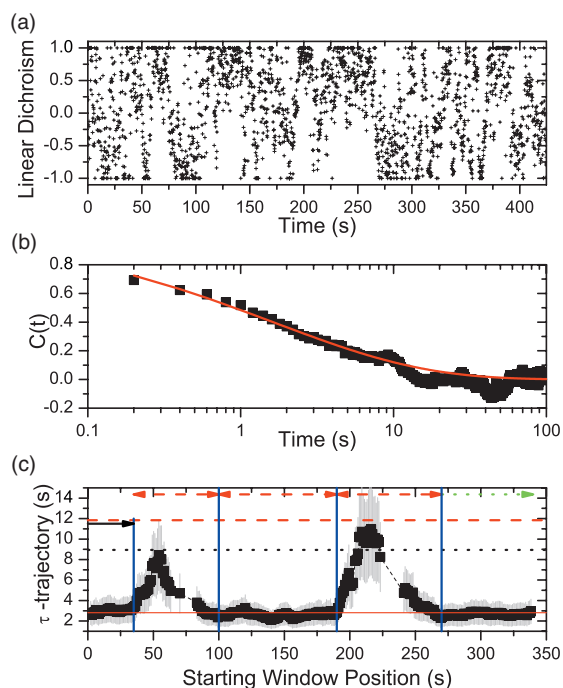 (a)
Linear Dichroism
1.0
0.5
0.0
-0.5
-1.0
0 50 100 150 200 250 300 350 400
Time (s)
(b)
C(t)
0.8
0.6
0.4
0.2
0.0
-0.2
0.1 1 10 100
Time (s)
(c)
τ -trajectory (s)
14
12
10
8
6
4
2
0 50 100 150 200 250 300 350
Starting Window Position (s)